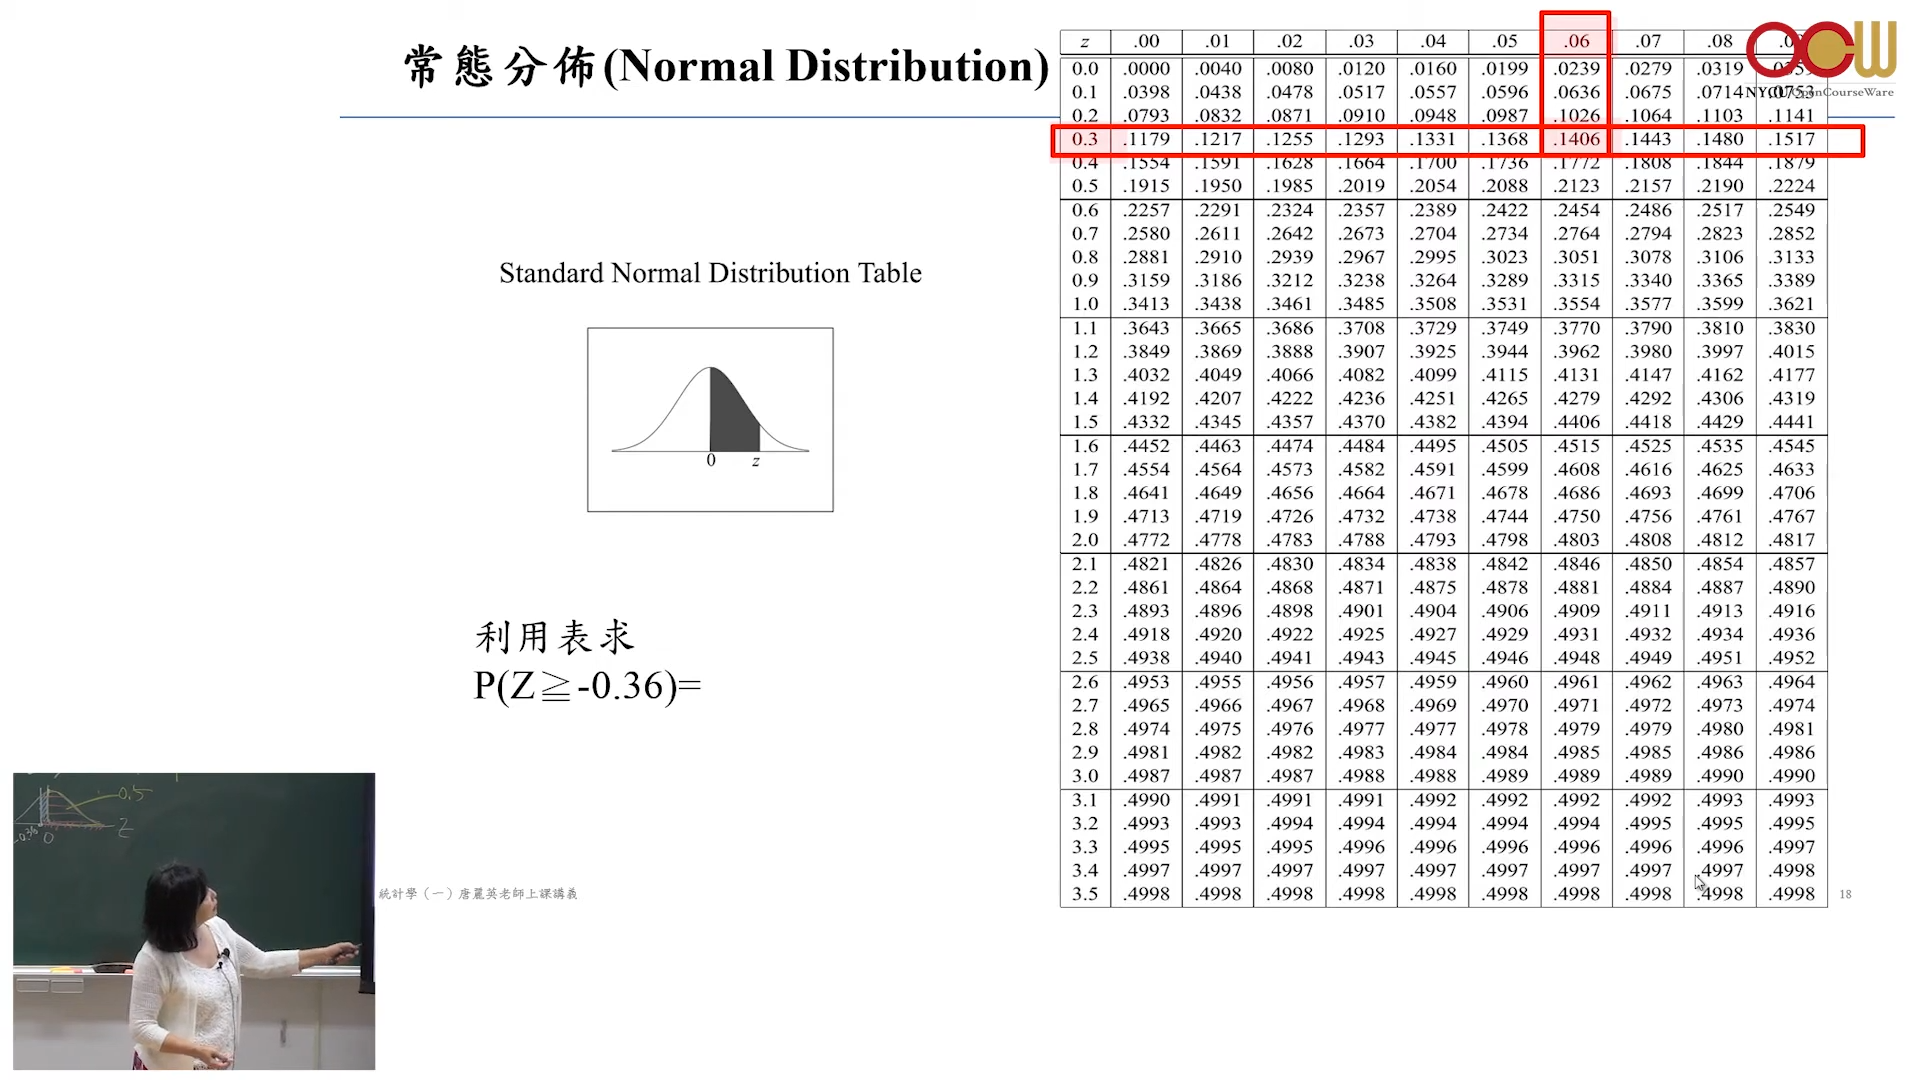 常態分佈(Normal Distribution)
NYCU OpenCourseWare
Standard Normal Distribution Table
0 z
利用表求
P(Z≧-0.36)=
z .00 .01 .02 .03 .04 .05 .06 .07 .08
0.0 .0000 .0040 .0080 .0120 .0160 .0199 .0239 .0279 .0319
0.1 .0398 .0438 .0478 .0517 .0557 .0596 .0636 .0675 .0714 .0753
0.2 .0793 .0832 .0871 .0910 .0948 .0987 .1026 .1064 .1103 .1141
0.3 .1179 .1217 .1255 .1293 .1331 .1368 .1406 .1443 .1480 .1517
0.4 .1554 .1591 .1628 .1664 .1700 .1736 .1772 .1808 .1844 .1879
0.5 .1915 .1950 .1985 .2019 .2054 .2088 .2123 .2157 .2190 .2224
0.6 .2257 .2291 .2324 .2357 .2389 .2422 .2454 .2486 .2517 .2549
0.7 .2580 .2611 .2642 .2673 .2704 .2734 .2764 .2794 .2823 .2852
0.8 .2881 .2910 .2939 .2967 .2995 .3023 .3051 .3078 .3106 .3133
0.9 .3159 .3186 .3212 .3238 .3264 .3289 .3315 .3340 .3365 .3389
1.0 .3413 .3438 .3461 .3485 .3508 .3531 .3554 .3577 .3599 .3621
1.1 .3643 .3665 .3686 .3708 .3729 .3749 .3770 .3790 .3810 .3830
1.2 .3849 .3869 .3888 .3907 .3925 .3944 .3962 .3980 .3997 .4015
1.3 .4032 .4049 .4066 .4082 .4099 .4115 .4131 .4147 .4162 .4177
1.4 .4192 .4207 .4222 .4236 .4251 .4265 .4279 .4292 .4306 .4319
1.5 .4332 .4345 .4357 .4370 .4382 .4394 .4406 .4418 .4429 .4441
1.6 .4452 .4463 .4474 .4484 .4495 .4505 .4515 .4525 .4535 .4545
1.7 .4554 .4564 .4573 .4582 .4591 .4599 .4608 .4616 .4625 .4633
1.8 .4641 .4649 .4656 .4664 .4671 .4678 .4686 .4693 .4699 .4706
1.9 .4713 .4719 .4726 .4732 .4738 .4744 .4750 .4756 .4761 .4767
2.0 .4772 .4778 .4783 .4788 .4793 .4798 .4803 .4808 .4812 .4817
2.1 .4821 .4826 .4830 .4834 .4838 .4842 .4846 .4850 .4854 .4857
2.2 .4861 .4864 .4868 .4871 .4875 .4878 .4881 .4884 .4887 .4890
2.3 .4893 .4896 .4898 .4901 .4904 .4906 .4909 .4911 .4913 .4916
2.4 .4918 .4920 .4922 .4925 .4927 .4929 .4931 .4932 .4934 .4936
2.5 .4938 .4940 .4941 .4943 .4945 .4946 .4948 .4949 .4951 .4952
2.6 .4953 .4955 .4956 .4957 .4959 .4960 .4961 .4962 .4963 .4964
2.7 .4965 .4966 .4967 .4968 .4969 .4970 .4971 .4972 .4973 .4974
2.8 .4974 .4975 .4976 .4977 .4977 .4978 .4979 .4979 .4980 .4981
2.9 .4981 .4982 .4982 .4983 .4984 .4984 .4985 .4985 .4986 .4986
3.0 .4987 .4987 .4987 .4988 .4988 .4989 .4989 .4989 .4990 .4990
3.1 .4990 .4991 .4991 .4991 .4992 .4992 .4992 .4992 .4993 .4993
3.2 .4993 .4993 .4994 .4994 .4994 .4994 .4994 .4995 .4995 .4995
3.3 .4995 .4995 .4995 .4996 .4996 .4996 .4996 .4996 .4996 .4997
3.4 .4997 .4997 .4997 .4997 .4997 .4997 .4997 .4997 .4997 .4998
3.5 .4998 .4998 .4998 .4998 .4998 .4998 .4998 .4998 .4998 .4998
0.5
-0.36 0 Z
統計學（一）唐麗英老師上課講義
18